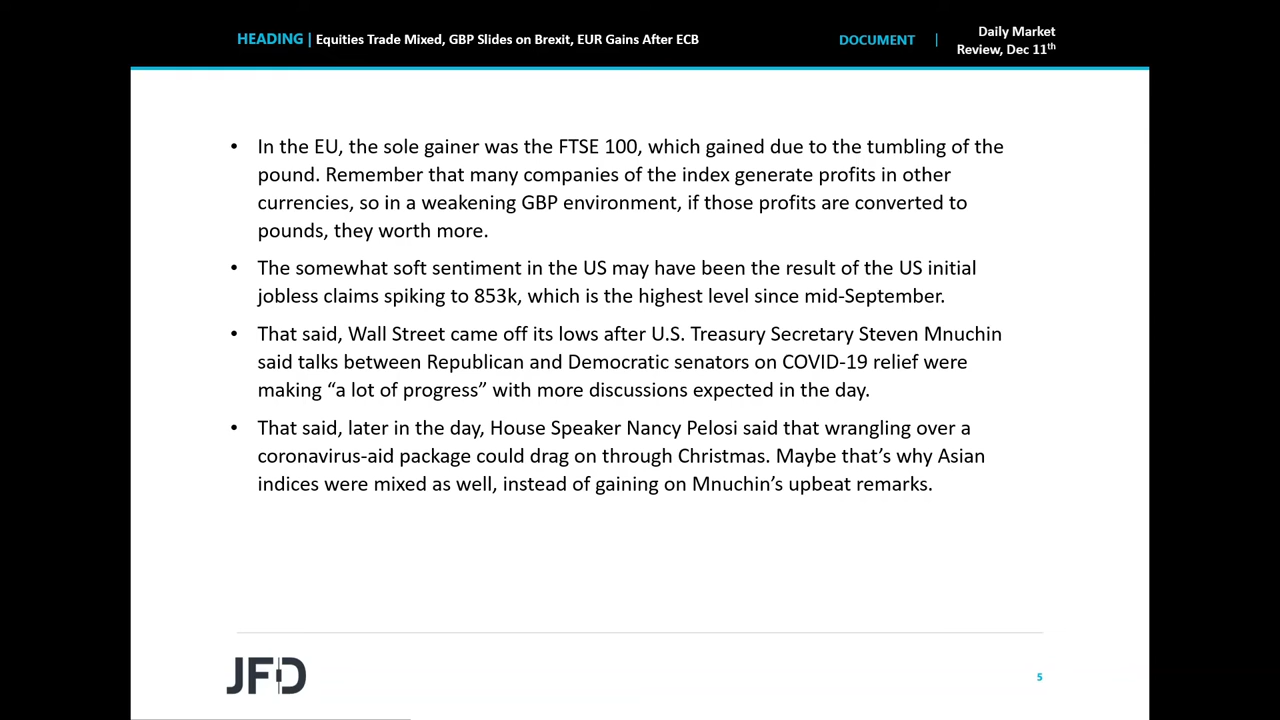 HEADING | Equities Trade Mixed, GBP Slides on Brexit, EUR Gains After ECB
DOCUMENT |
Daily Market
Review, Dec 11th
• In the EU, the sole gainer was the FTSE 100, which gained due to the tumbling of the
pound. Remember that many companies of the index generate profits in other
currencies, so in a weakening GBP environment, if those profits are converted to
pounds, they worth more.
• The somewhat soft sentiment in the US may have been the result of the US initial
jobless claims spiking to 853k, which is the highest level since mid-September.
• That said, Wall Street came off its lows after U.S. Treasury Secretary Steven Mnuchin
said talks between Republican and Democratic senators on COVID-19 relief were
making “a lot of progress” with more discussions expected in the day.
• That said, later in the day, House Speaker Nancy Pelosi said that wrangling over a
coronavirus-aid package could drag on through Christmas. Maybe that’s why Asian
indices were mixed as well, instead of gaining on Mnuchin’s upbeat remarks.
JFD
5